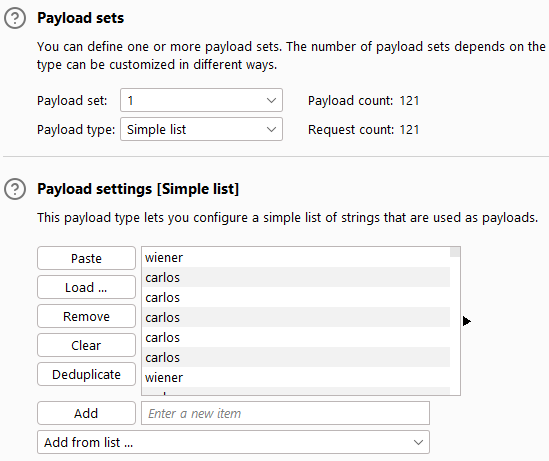 Payload sets
You can define one or more payload sets. The number of payload sets depends on the
type can be customized in different ways.
Payload set: 1 Payload count: 121
Payload type: Simple list Request count: 121
Payload settings [Simple list]
This payload type lets you configure a simple list of strings that are used as payloads.
Paste
Load ...
Remove
Clear
Deduplicate
wiener
carlos
carlos
carlos
carlos
carlos
wiener
Add Enter a new item
Add from list ...